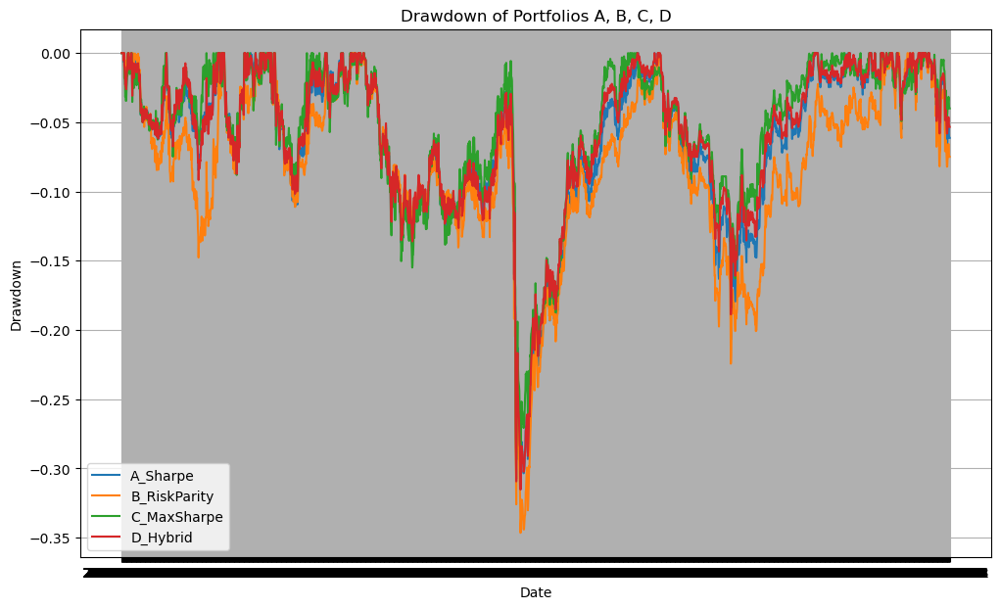 Drawdown of Portfolios A, B, C, D
0.00
−0.05
−0.10
−0.15
−0.20
−0.25
−0.30
−0.35
Drawdown
A_Sharpe
B_RiskParity
C_MaxSharpe
D_Hybrid
Date